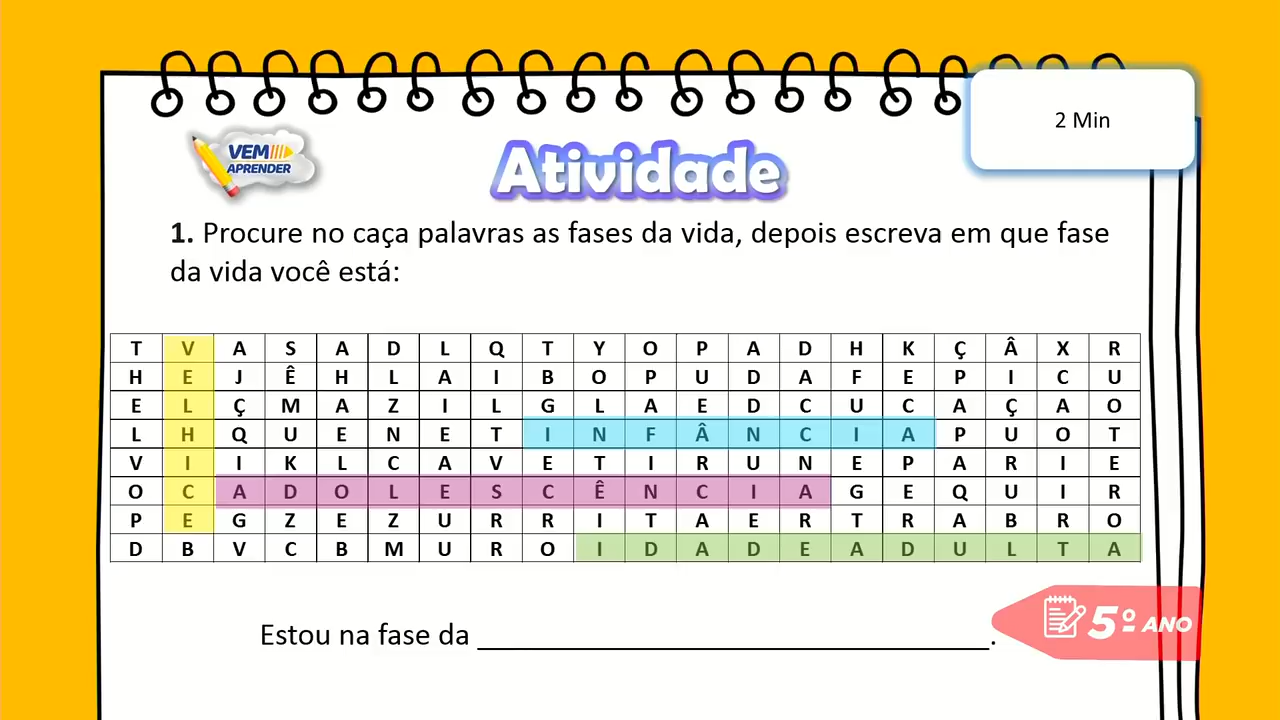 2 Min
VEM
APRENDER
Atividade
1. Procure no caça palavras as fases da vida, depois escreva em que fase
da vida você está:
T V A S A D L Q T Y O P A D H K Ç Â X R
H E J Ê H L A I B O P U D A F E P I C U
E L Ç M A Z I L G L A E D C U C A Ç A O
L H Q U E N E T I N F Â N C I A P U O T
V I I K L C A V E T I R U N E P A R I E
O C A D O L E S C Ê N C I A G E Q U I R
P E G Z E Z U R R I T A E R T R A B R O
D B V C B M U R O I D A D E A D U L T A
Estou na fase da ________________________________.
5º ANO